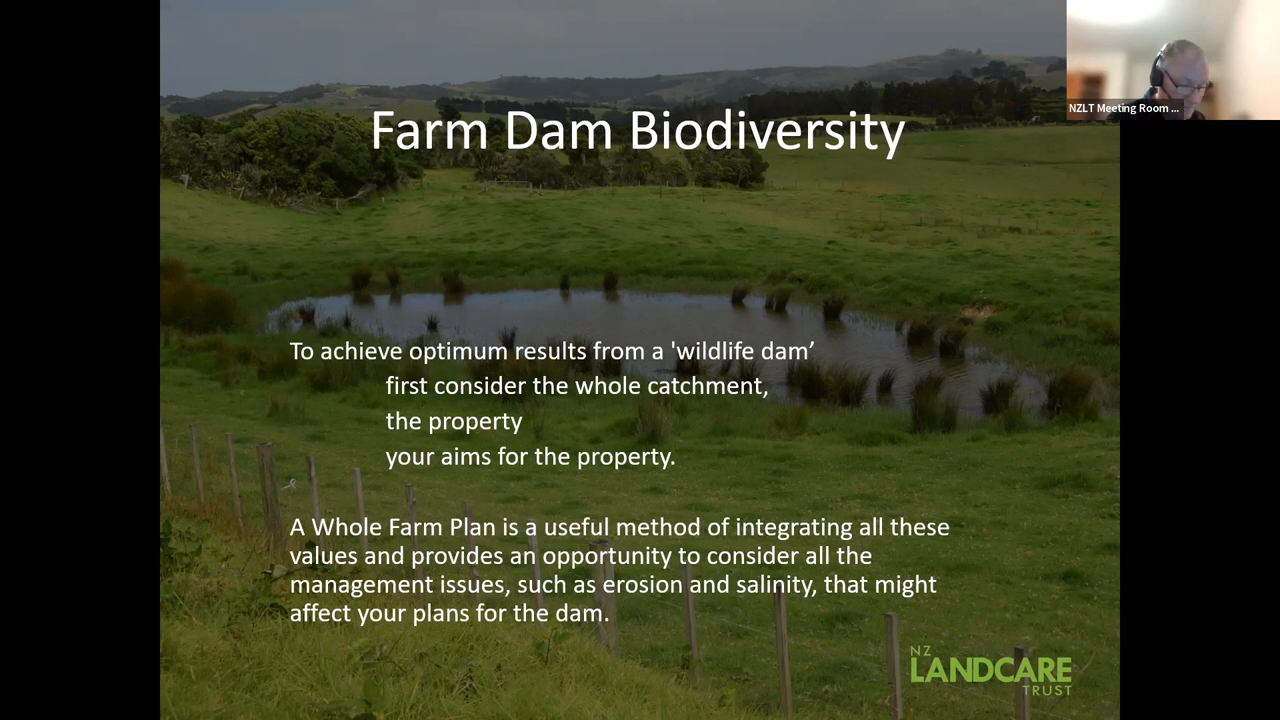 Farm Dam Biodiversity
NZLT Meeting Room ...
To achieve optimum results from a 'wildlife dam’
first consider the whole catchment,
the property
your aims for the property.
A Whole Farm Plan is a useful method of integrating all these
values and provides an opportunity to consider all the
management issues, such as erosion and salinity, that might
affect your plans for the dam.
NZ
LANDCARE
TRUST